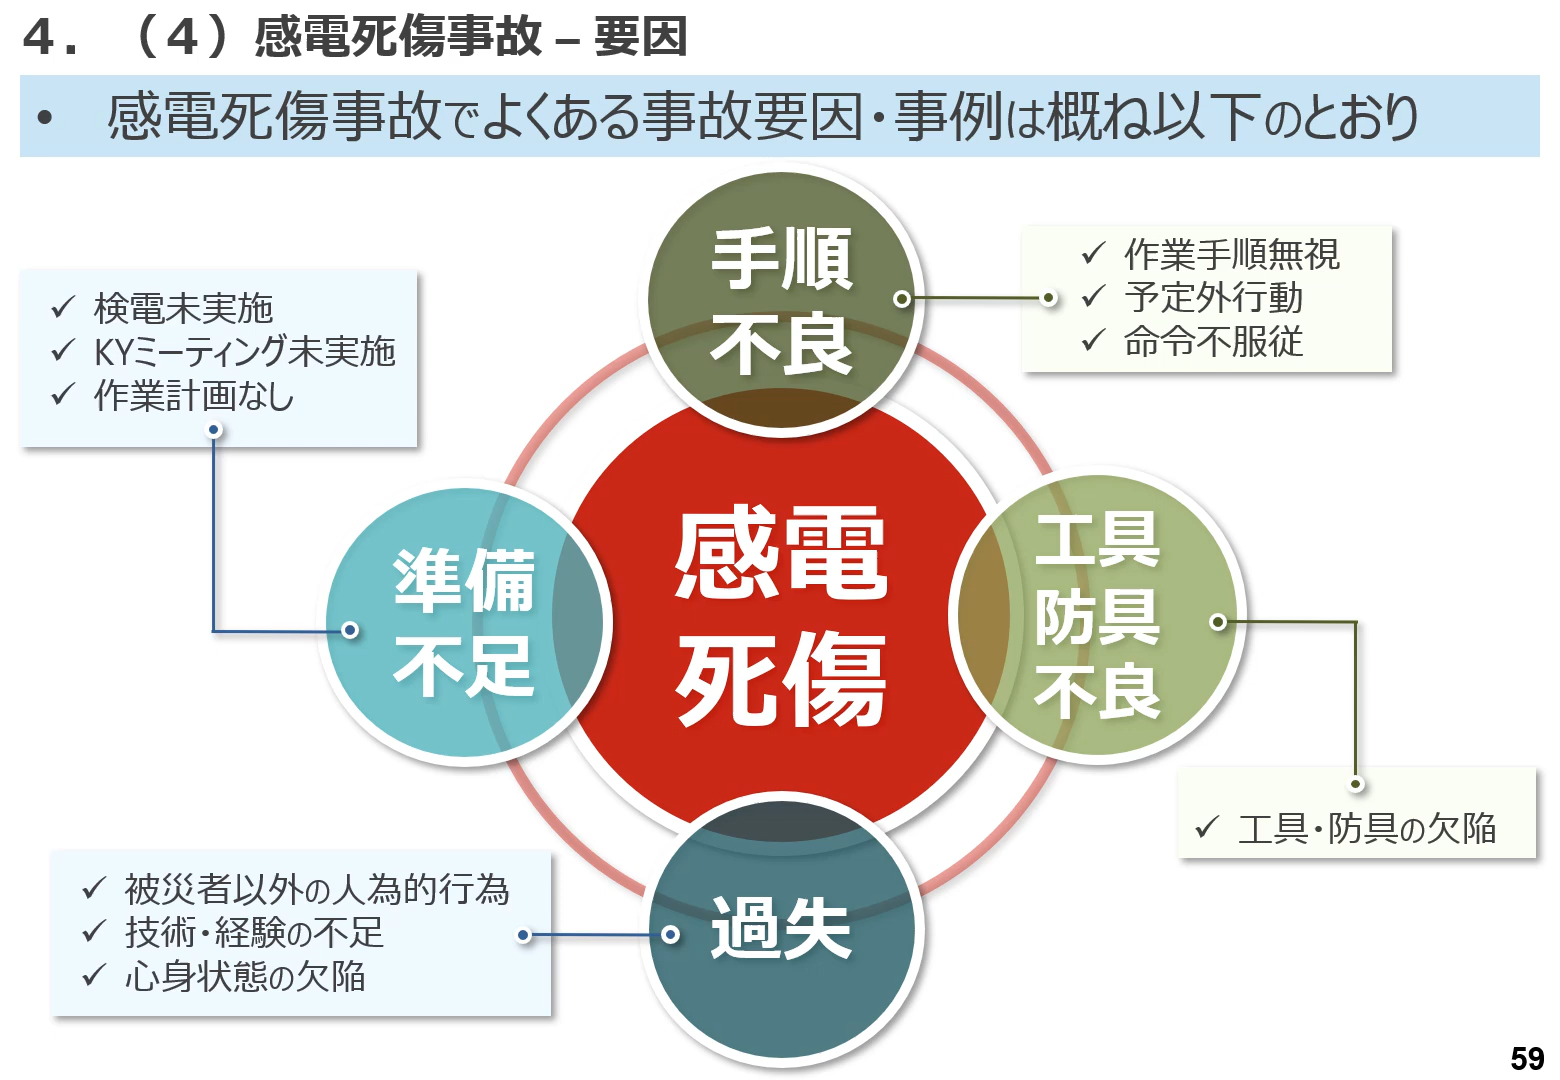 ４．（４）感電死傷事故 – 要因
• 感電死傷事故でよくある事故要因・事例は概ね以下のとおり
手順
不良
✓ 作業手順無視
✓ 予定外行動
✓ 命令不服従
✓ 検電未実施
✓ KYミーティング未実施
✓ 作業計画なし
準備
不足
感電
死傷
工具
防具
不良
✓ 工具・防具の欠陥
過失
✓ 被災者以外の人為的行為
✓ 技術・経験の不足
✓ 心身状態の欠陥
59